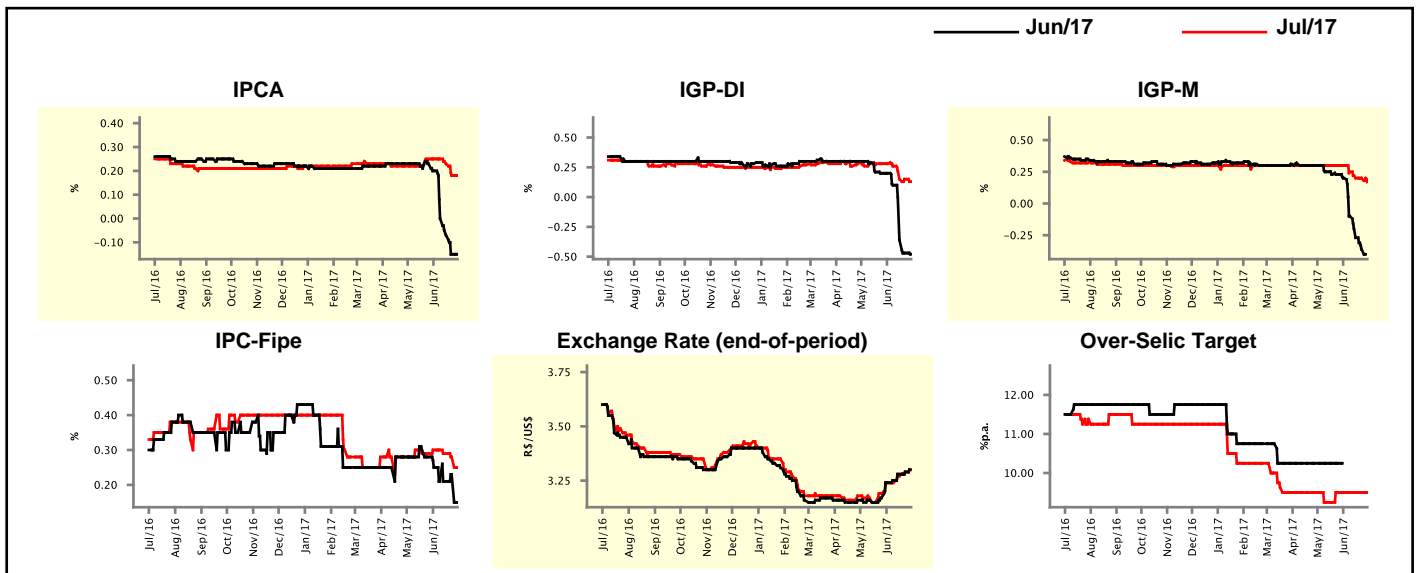 Jun/17
Jul/17
IPCA
0.40
0.30
0.20
0.10
0.00
−0.10
%
Jul/16
Aug/16
Sep/16
Oct/16
Nov/16
Dec/16
Jan/17
Feb/17
Mar/17
Apr/17
May/17
Jun/17
IGP-DI
0.50
0.25
0.00
−0.25
−0.50
%
Jul/16
Aug/16
Sep/16
Oct/16
Nov/16
Dec/16
Jan/17
Feb/17
Mar/17
Apr/17
May/17
Jun/17
IGP-M
0.50
0.25
0.00
−0.25
%
Jul/16
Aug/16
Sep/16
Oct/16
Nov/16
Dec/16
Jan/17
Feb/17
Mar/17
Apr/17
May/17
Jun/17
IPC-Fipe
0.50
0.40
0.30
0.20
%
Jul/16
Aug/16
Sep/16
Oct/16
Nov/16
Dec/16
Jan/17
Feb/17
Mar/17
Apr/17
May/17
Jun/17
Exchange Rate (end-of-period)
3.75
3.50
3.25
R$/US$
Jul/16
Aug/16
Sep/16
Oct/16
Nov/16
Dec/16
Jan/17
Feb/17
Mar/17
Apr/17
May/17
Jun/17
Over-Selic Target
12.00
11.00
10.00
%p.a.
Jul/16
Aug/16
Sep/16
Oct/16
Nov/16
Dec/16
Jan/17
Feb/17
Mar/17
Apr/17
May/17
Jun/17